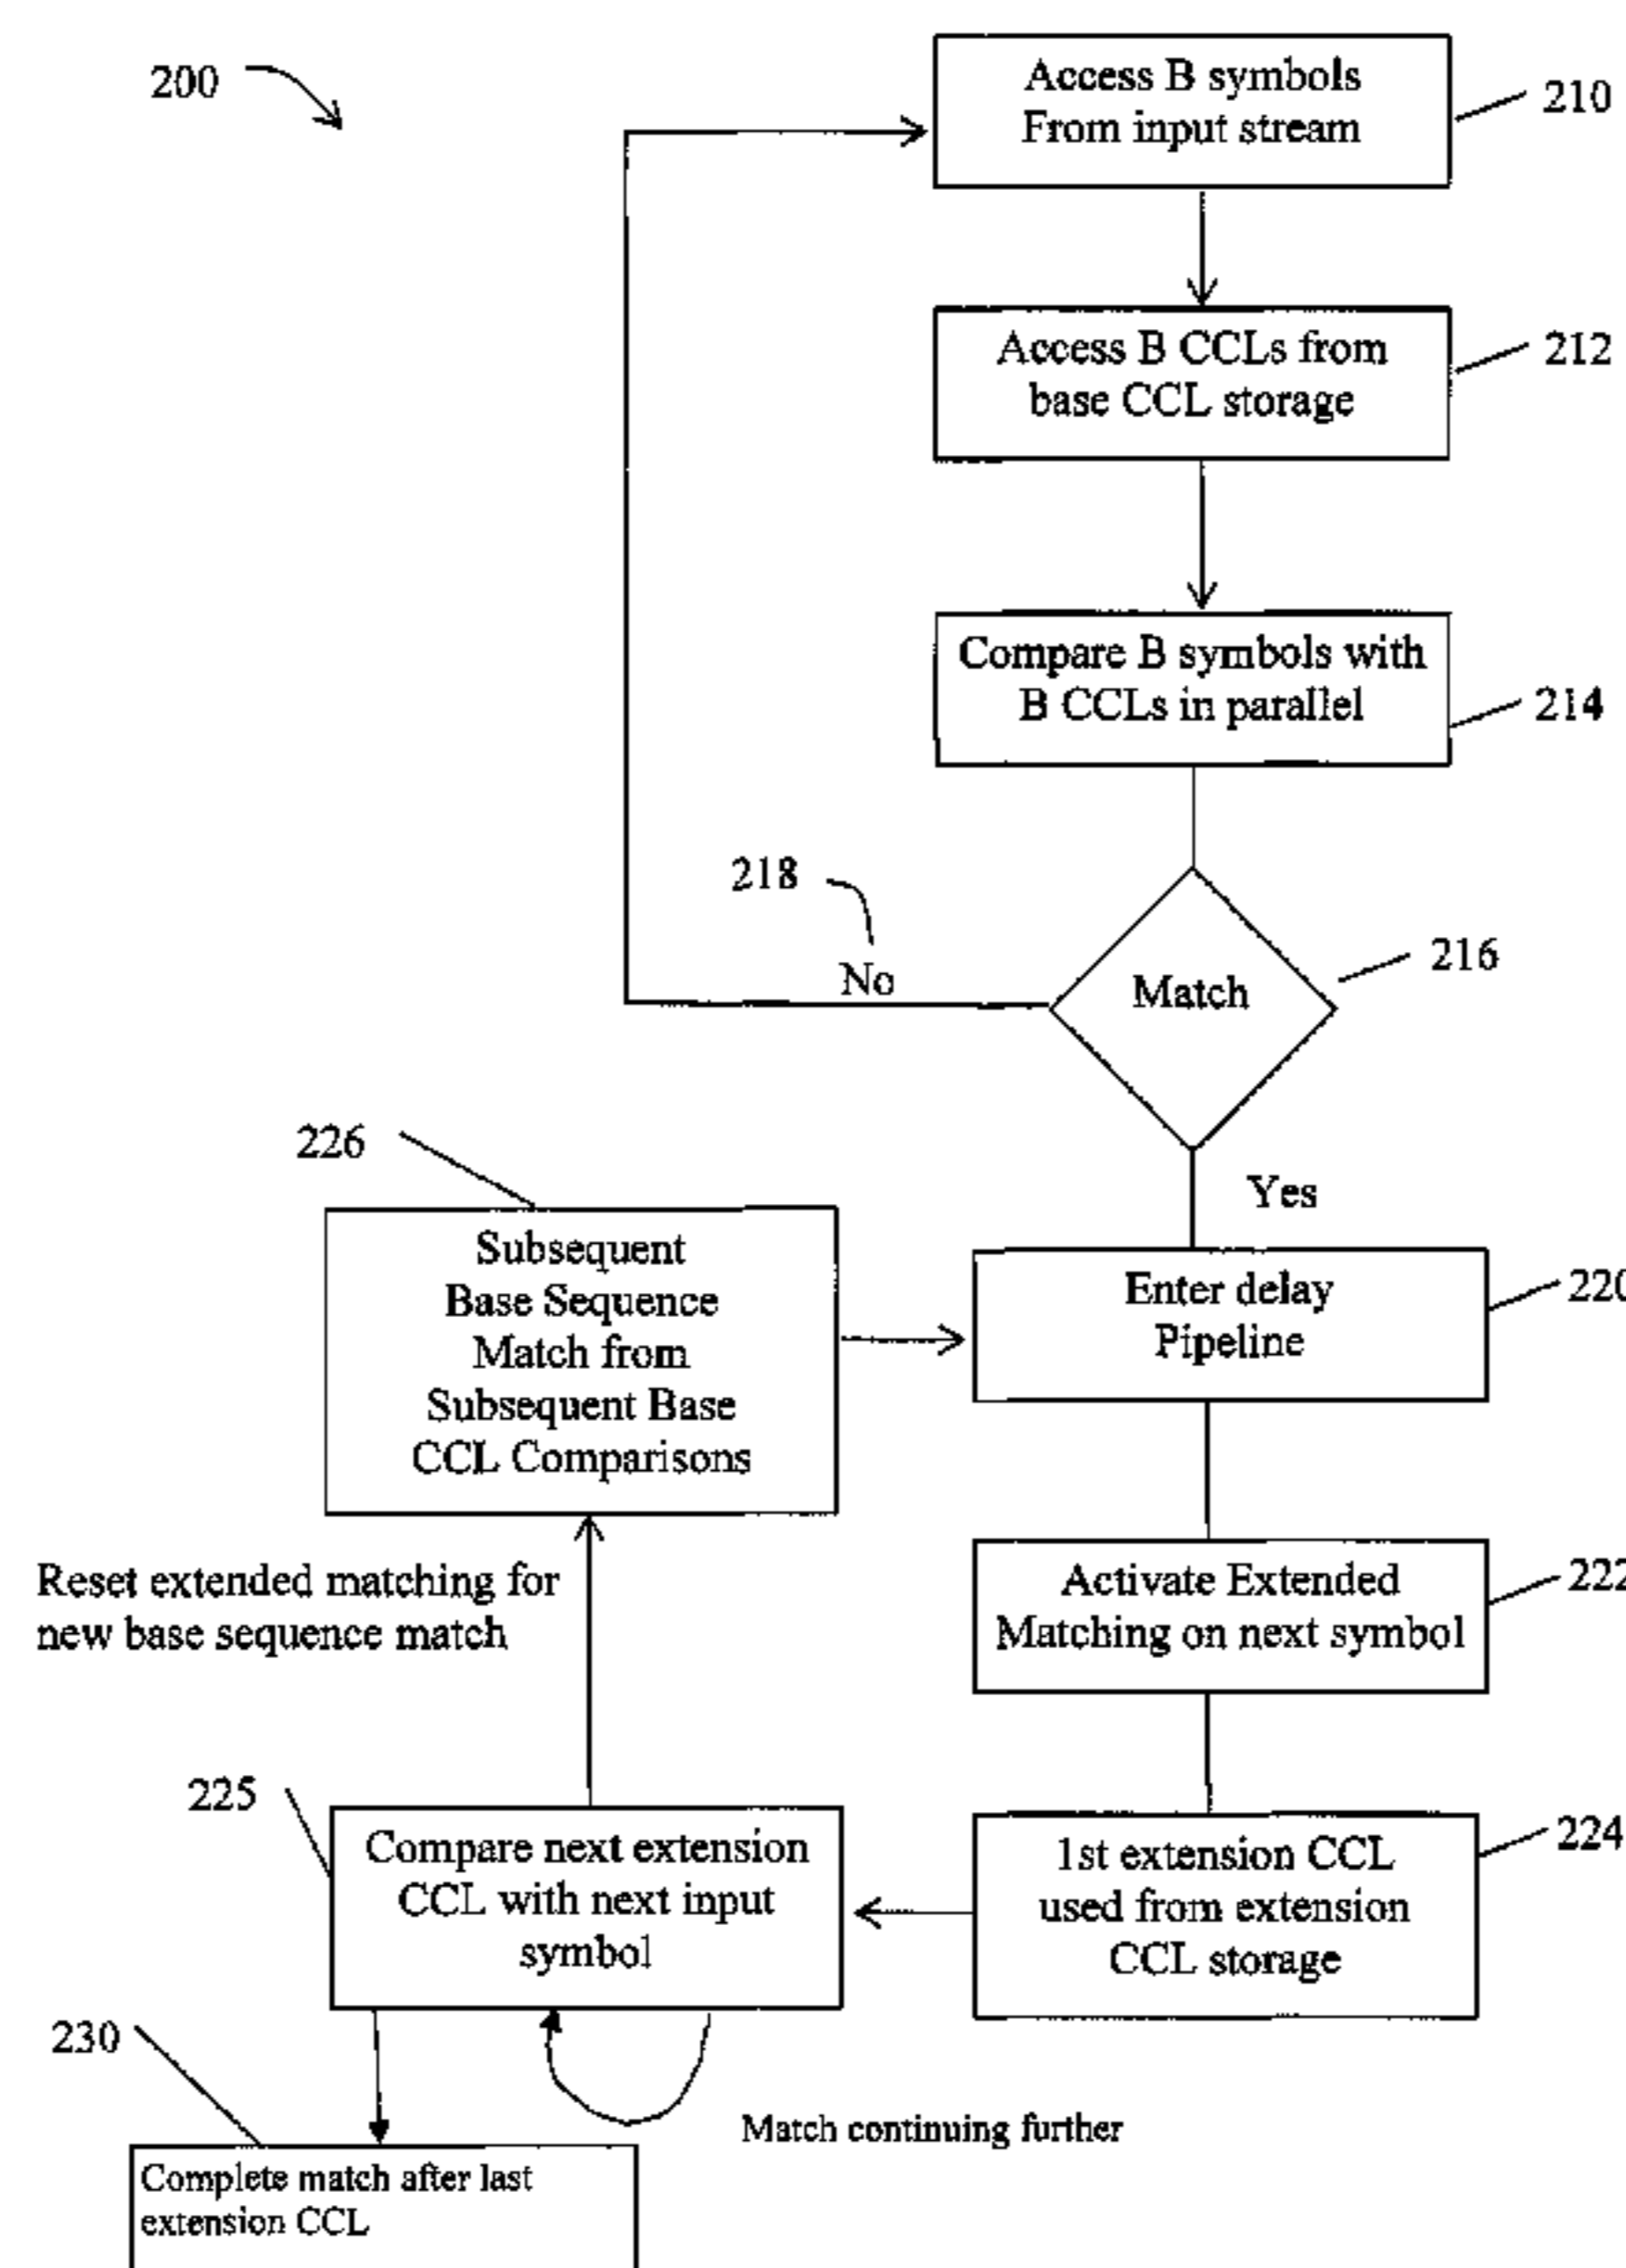 200
Access B symbols
From input stream
210
Access B CCLs from
base CCL storage
212
Compare B symbols with
B CCLs in parallel
214
218
No
Match
216
Yes
226
Subsequent
Base Sequence
Match from
Subsequent Base
CCL Comparisons
Enter delay
Pipeline
220
Reset extended matching for
new base sequence match
Activate Extended
Matching on next symbol
222
225
Compare next extension
CCL with next input
symbol
1st extension CCL
used from extension
CCL storage
224
230
Match continuing further
Complete match after last
extension CCL